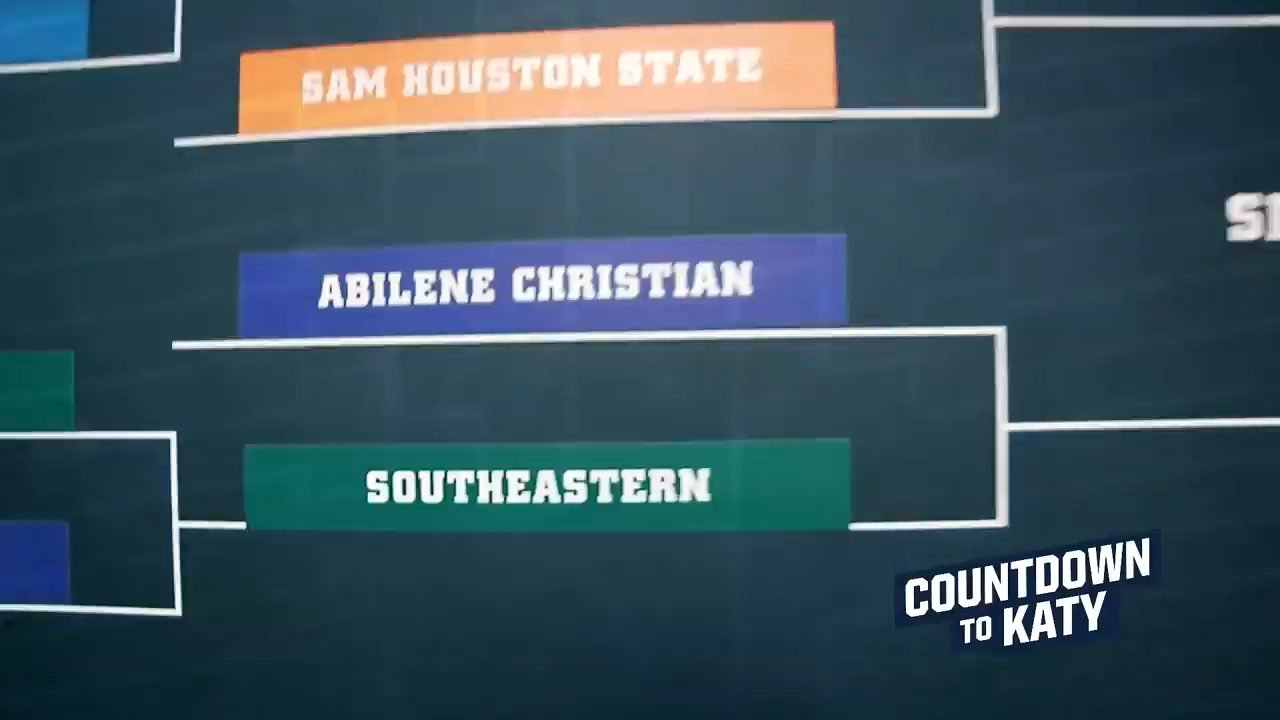 SAM HOUSTON STATE
ABILENE CHRISTIAN
SOUTHEASTERN
COUNTDOWN
TO KATY